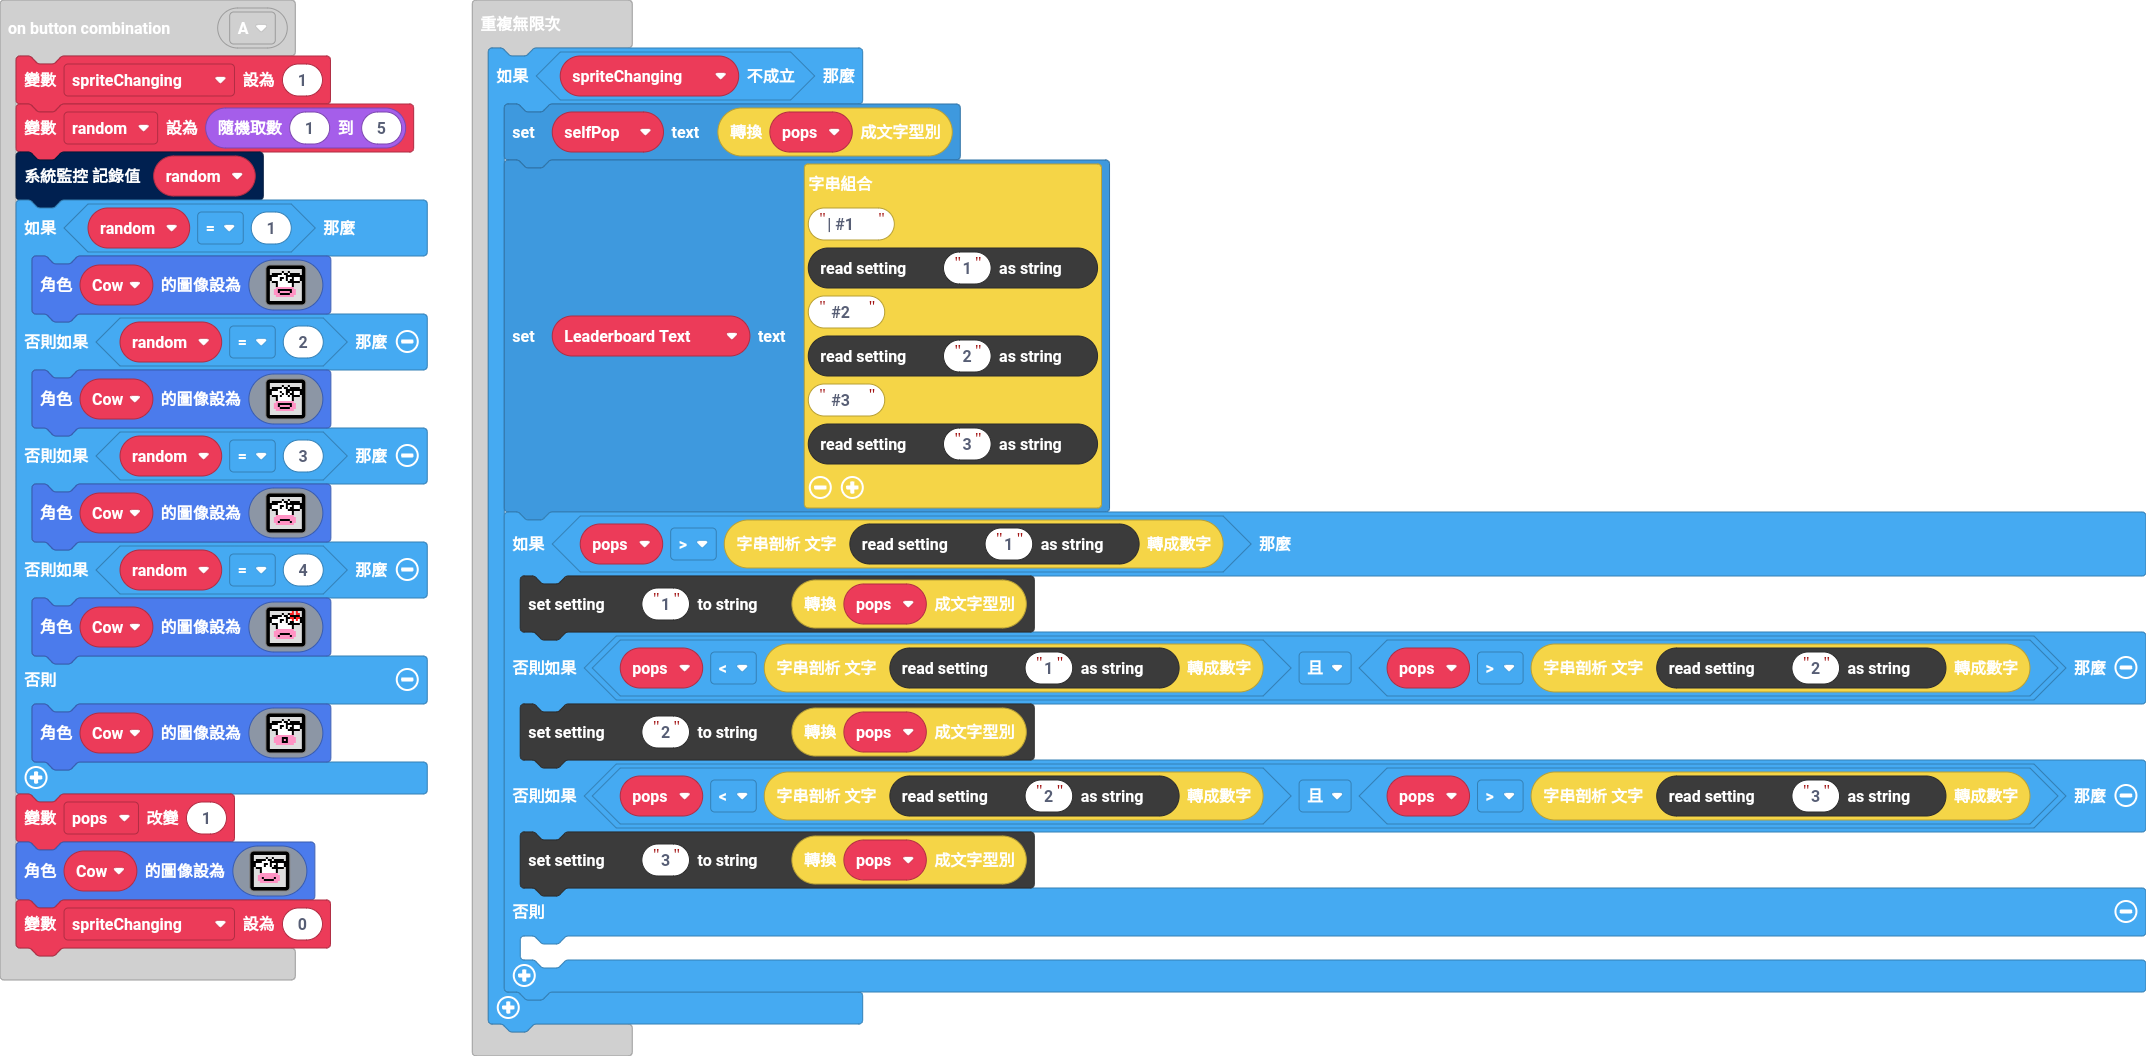 on button combination A
變數 spriteChanging 設為 1
變數 random 設為 隨機取數 1 到 5
系統監控 記錄值 random
如果 random = 1 那麼
角色 Cow 的圖像設為
否則如果 random = 2 那麼
角色 Cow 的圖像設為
否則如果 random = 3 那麼
角色 Cow 的圖像設為
否則如果 random = 4 那麼
角色 Cow 的圖像設為
否則
角色 Cow 的圖像設為
變數 pops 改變 1
角色 Cow 的圖像設為
變數 spriteChanging 設為 0
重複無限次
如果 spriteChanging 不成立 那麼
set selfPop text 轉換 pops 成文字型別
set Leaderboard Text text
字串組合
" | #1 "
read setting "1" as string
" #2 "
read setting "2" as string
" #3 "
read setting "3" as string
如果 pops > 字串剖析 文字 read setting "1" as string 轉成數字 那麼
set setting "1" to string 轉換 pops 成文字型別
否則如果 pops < 字串剖析 文字 read setting "1" as string 轉成數字 且 pops > 字串剖析 文字 read setting "2" as string 轉成數字 那麼
set setting "2" to string 轉換 pops 成文字型別
否則如果 pops < 字串剖析 文字 read setting "2" as string 轉成數字 且 pops > 字串剖析 文字 read setting "3" as string 轉成數字 那麼
set setting "3" to string 轉換 pops 成文字型別
否則